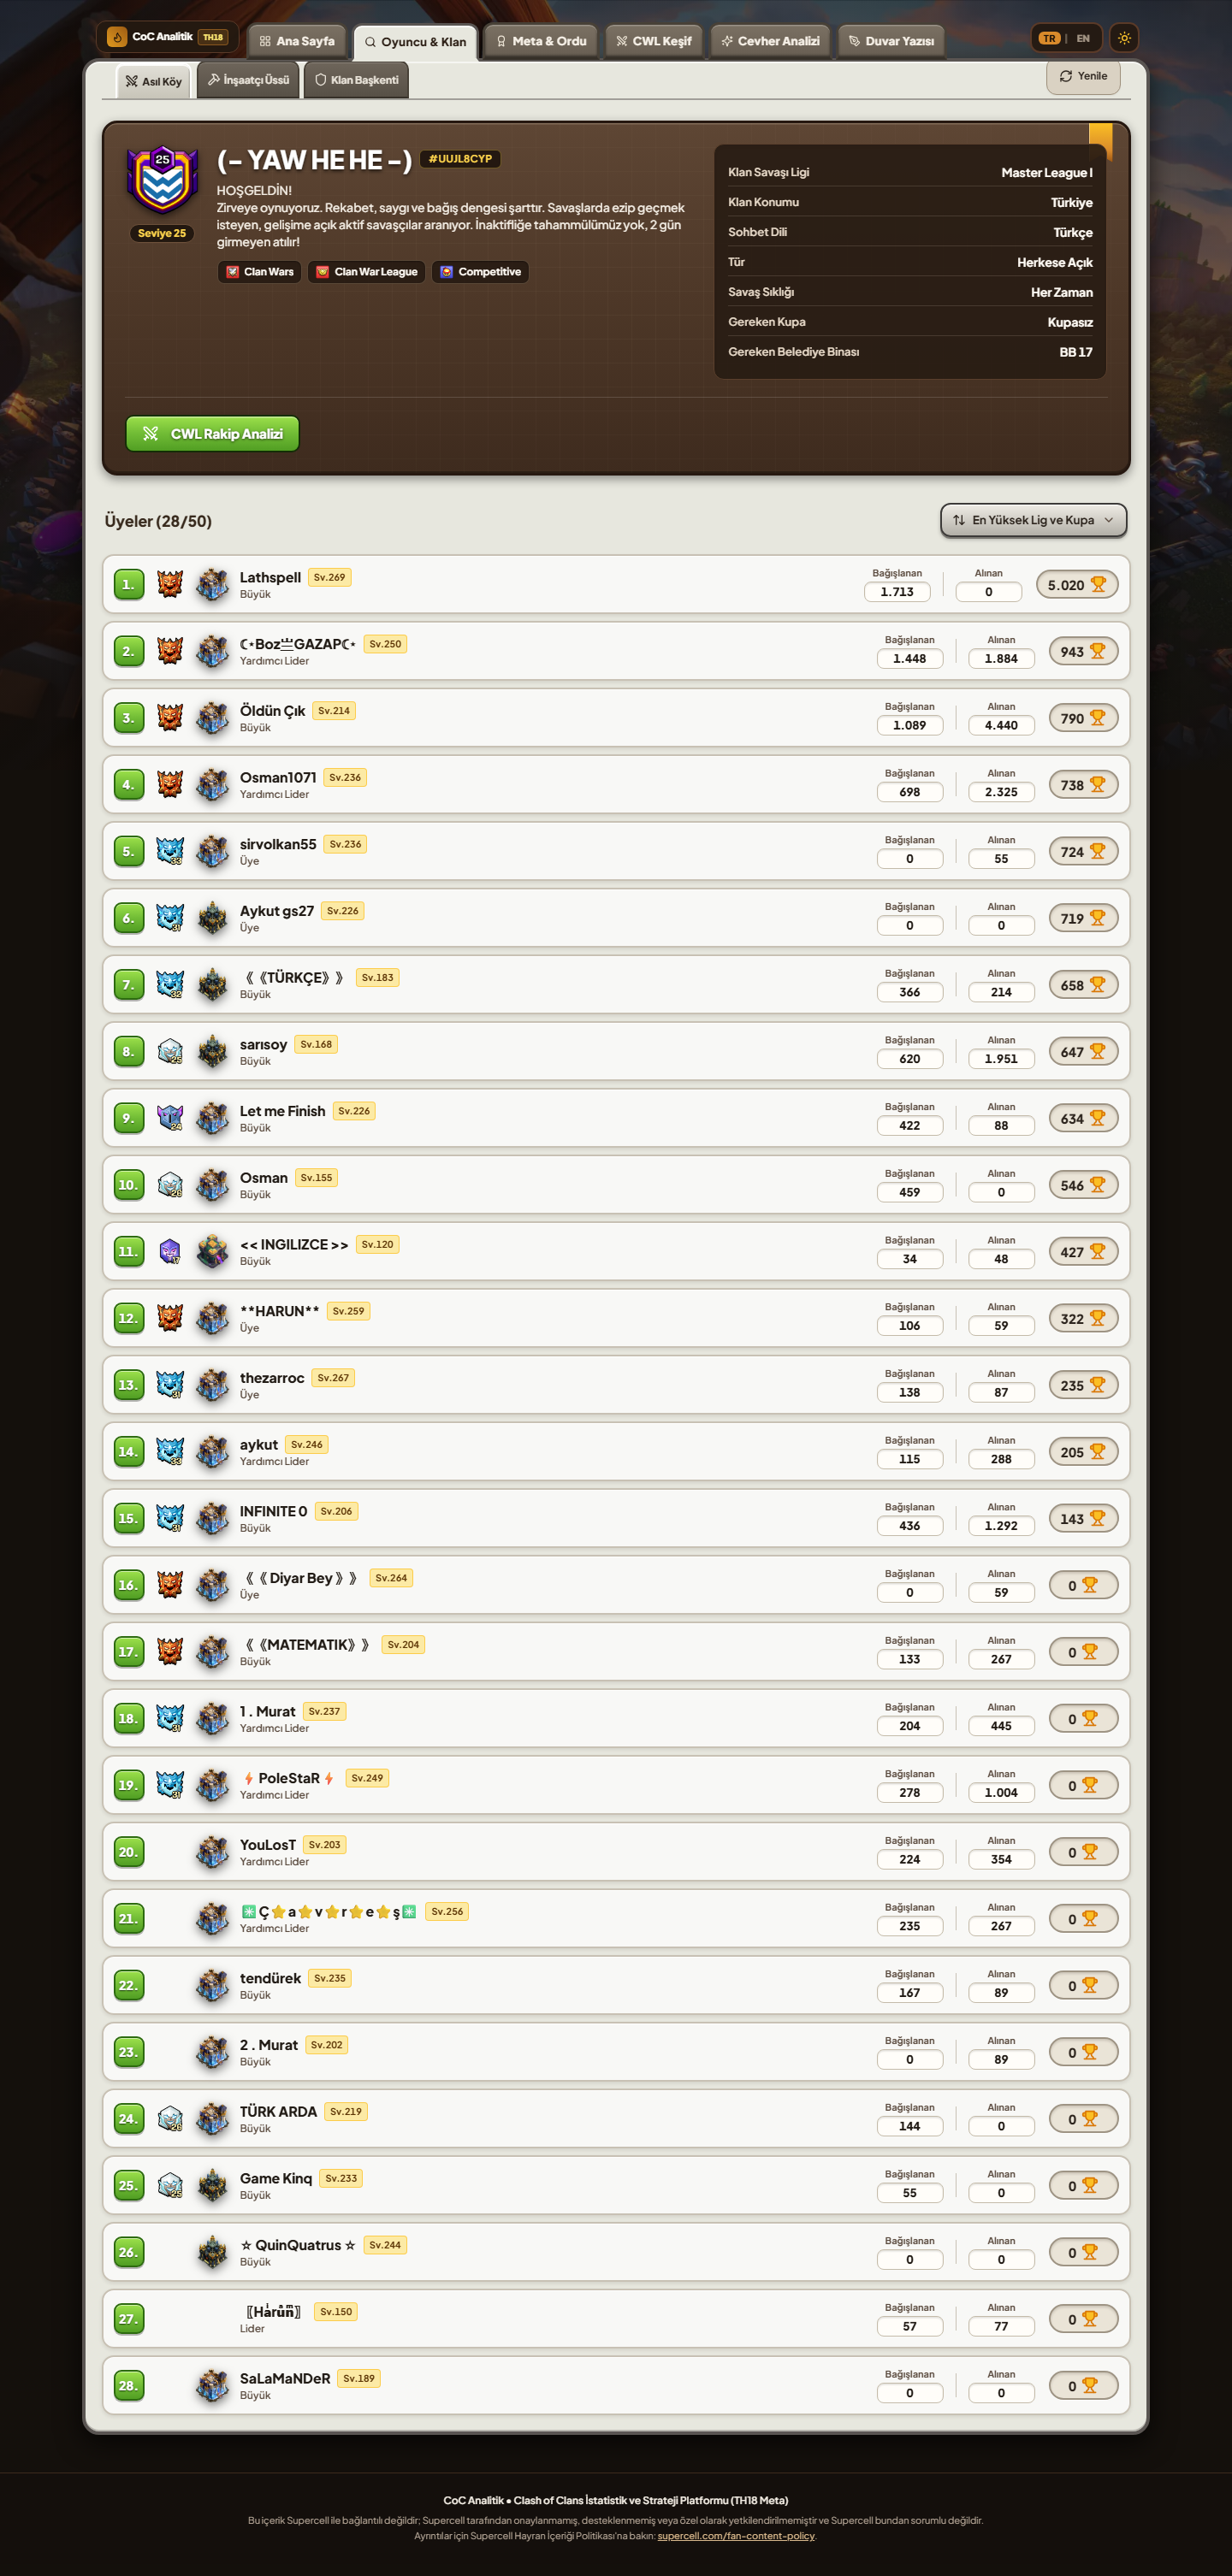 CoC Analitik TH18
Ana Sayfa
Oyuncu & Klan
Meta & Ordu
CWL Keşif
Cevher Analizi
Duvar Yazısı
TR | EN
Asıl Köy
İnşaatçı Üssü
Klan Başkenti
Yenile
25
Seviye 25
(- YAW HE HE -) #UUJL8CYP
HOŞGELDİN!
Zirveye oynuyoruz. Rekabet, saygı ve bağış dengesi şarttır. Savaşlarda ezip geçmek
isteyen, gelişime açık aktif savaşçılar aranıyor. İnaktifliğe tahammülümüz yok, 2 gün
girmeyen atılır!
Clan Wars
Clan War League
Competitive
Klan Savaşı Ligi Master League I
Klan Konumu Türkiye
Sohbet Dili Türkçe
Tür Herkese Açık
Savaş Sıklığı Her Zaman
Gereken Kupa Kupasız
Gereken Belediye Binası BB 17
CWL Rakip Analizi
Üyeler (28/50)
En Yüksek Lig ve Kupa
1. Lathspell Sv.269 Büyük Bağışlanan 1.713 Alınan 0 5.020
2. ☾⋆Boz亗GAZAP☾⋆ Sv.250 Yardımcı Lider Bağışlanan 1.448 Alınan 1.884 943
3. Öldün Çık Sv.214 Büyük Bağışlanan 1.089 Alınan 4.440 790
4. Osman1071 Sv.236 Yardımcı Lider Bağışlanan 698 Alınan 2.325 738
5. 33 sirvolkan55 Sv.236 Üye Bağışlanan 0 Alınan 55 724
6. 31 Aykut gs27 Sv.226 Üye Bağışlanan 0 Alınan 0 719
7. 32 《《TÜRKÇE》》 Sv.183 Büyük Bağışlanan 366 Alınan 214 658
8. 25 sarısoy Sv.168 Büyük Bağışlanan 620 Alınan 1.951 647
9. 24 Let me Finish Sv.226 Büyük Bağışlanan 422 Alınan 88 634
10. 26 Osman Sv.155 Büyük Bağışlanan 459 Alınan 0 546
11. << INGILIZCE >> Sv.120 Büyük Bağışlanan 34 Alınan 48 427
12. **HARUN** Sv.259 Üye Bağışlanan 106 Alınan 59 322
13. 31 thezarroc Sv.267 Üye Bağışlanan 138 Alınan 87 235
14. 33 aykut Sv.246 Yardımcı Lider Bağışlanan 115 Alınan 288 205
15. 31 INFINITE 0 Sv.206 Büyük Bağışlanan 436 Alınan 1.292 143
16. 《《 Diyar Bey 》》 Sv.264 Üye Bağışlanan 0 Alınan 59 0
17. 《《MATEMATIK》》 Sv.204 Büyük Bağışlanan 133 Alınan 267 0
18. 31 1 . Murat Sv.237 Yardımcı Lider Bağışlanan 204 Alınan 445 0
19. 31 ⚡PoleStaR⚡ Sv.249 Yardımcı Lider Bağışlanan 278 Alınan 1.004 0
20. YouLosT Sv.203 Yardımcı Lider Bağışlanan 224 Alınan 354 0
21. ✳️Ç⭐a⭐v⭐r⭐e⭐ş✳️ Sv.256 Yardımcı Lider Bağışlanan 235 Alınan 267 0
22. tendürek Sv.235 Büyük Bağışlanan 167 Alınan 89 0
23. 2 . Murat Sv.202 Büyük Bağışlanan 0 Alınan 89 0
24. 26 TÜRK ARDA Sv.219 Büyük Bağışlanan 144 Alınan 0 0
25. 25 Game Kinq Sv.233 Büyük Bağışlanan 55 Alınan 0 0
26. ☆ QuinQuatrus ☆ Sv.244 Büyük Bağışlanan 0 Alınan 0 0
27. Sv.150 Lider Bağışlanan 57 Alınan 77 0
28. SaLaMaNDeR Sv.189 Büyük Bağışlanan 0 Alınan 0 0
CoC Analitik • Clash of Clans İstatistik ve Strateji Platformu (TH18 Meta)
Bu içerik Supercell ile bağlantılı değildir; Supercell tarafından onaylanmamış, desteklenmemiş veya özel olarak yetkilendirilmemiştir ve Supercell bundan sorumlu değildir.
Ayrıntılar için Supercell Hayran İçeriği Politikası'na bakın: supercell.com/fan-content-policy.